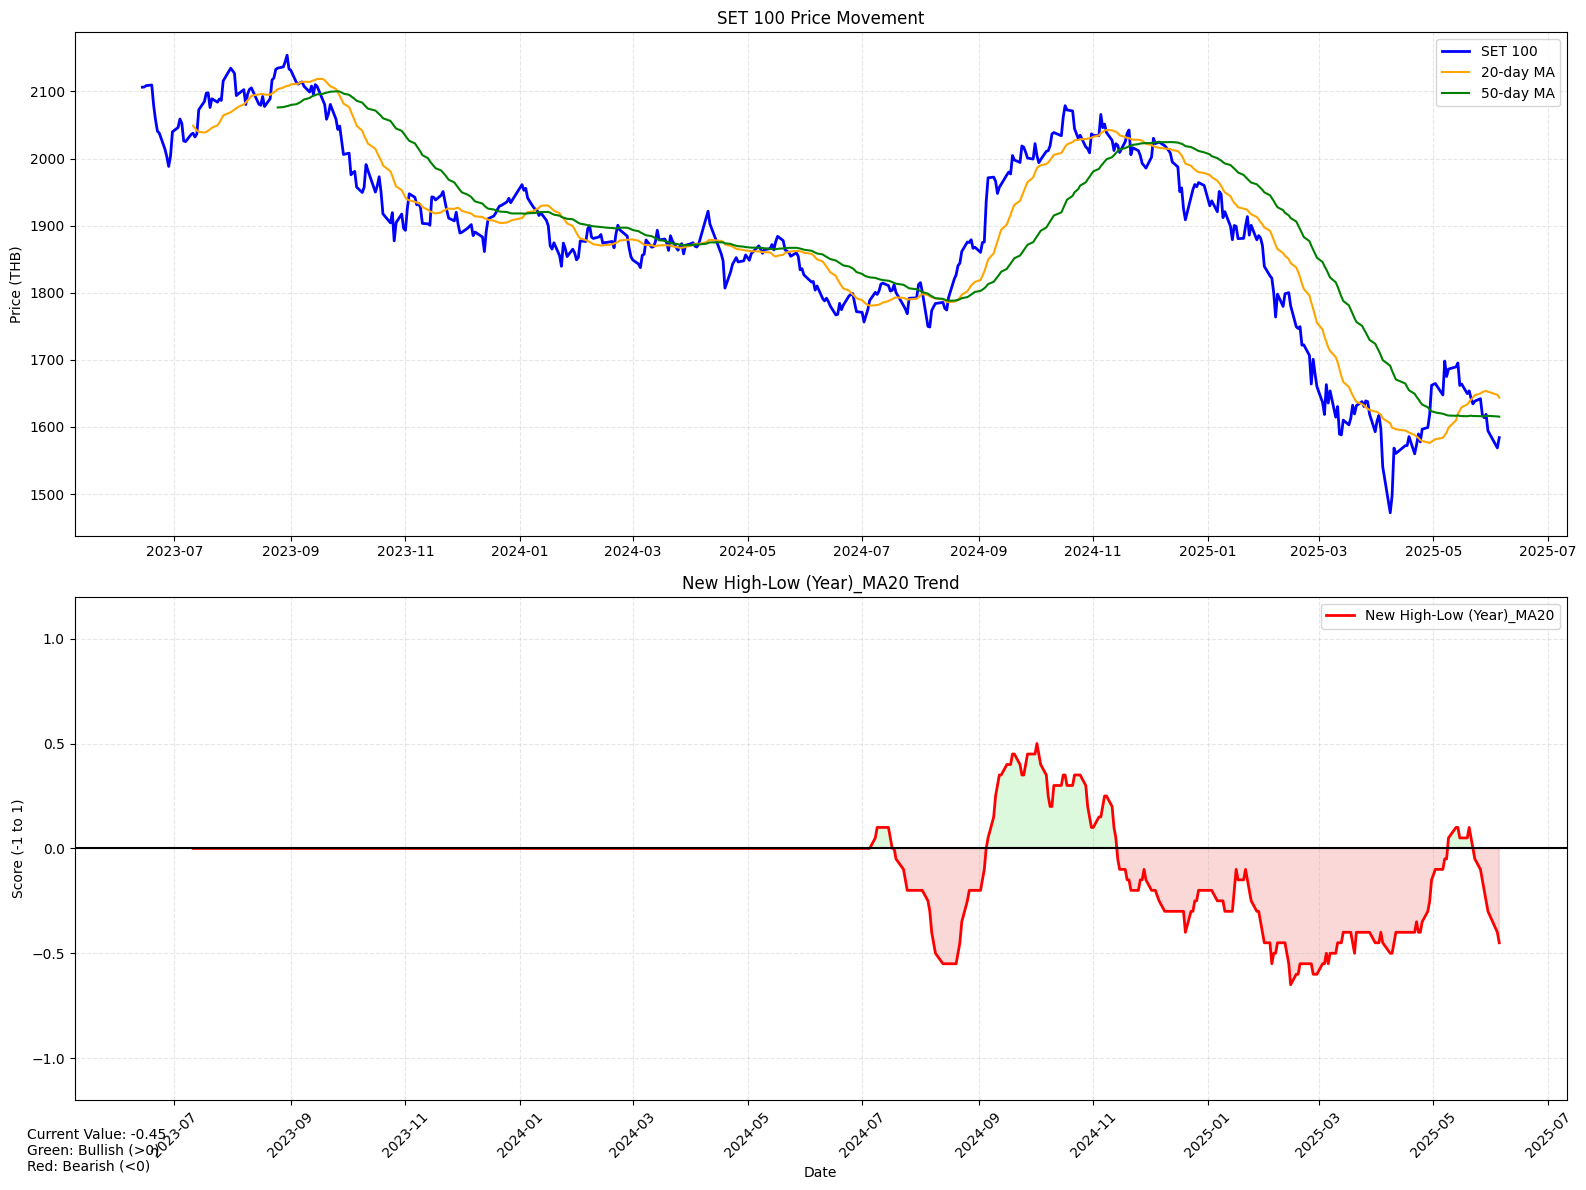 SET 100 Price Movement
SET 100
20-day MA
50-day MA
Price (THB)
2100
2000
1900
1800
1700
1600
1500
2023-07 2023-09 2023-11 2024-01 2024-03 2024-05 2024-07 2024-09 2024-11 2025-01 2025-03 2025-05 2025-07
New High-Low (Year)_MA20 Trend
New High-Low (Year)_MA20
Score (-1 to 1)
1.0
0.5
0.0
−0.5
−1.0
2023-07 2023-09 2023-11 2024-01 2024-03 2024-05 2024-07 2024-09 2024-11 2025-01 2025-03 2025-05 2025-07
Date
Current Value: -0.45
Green: Bullish (>0)
Red: Bearish (<0)